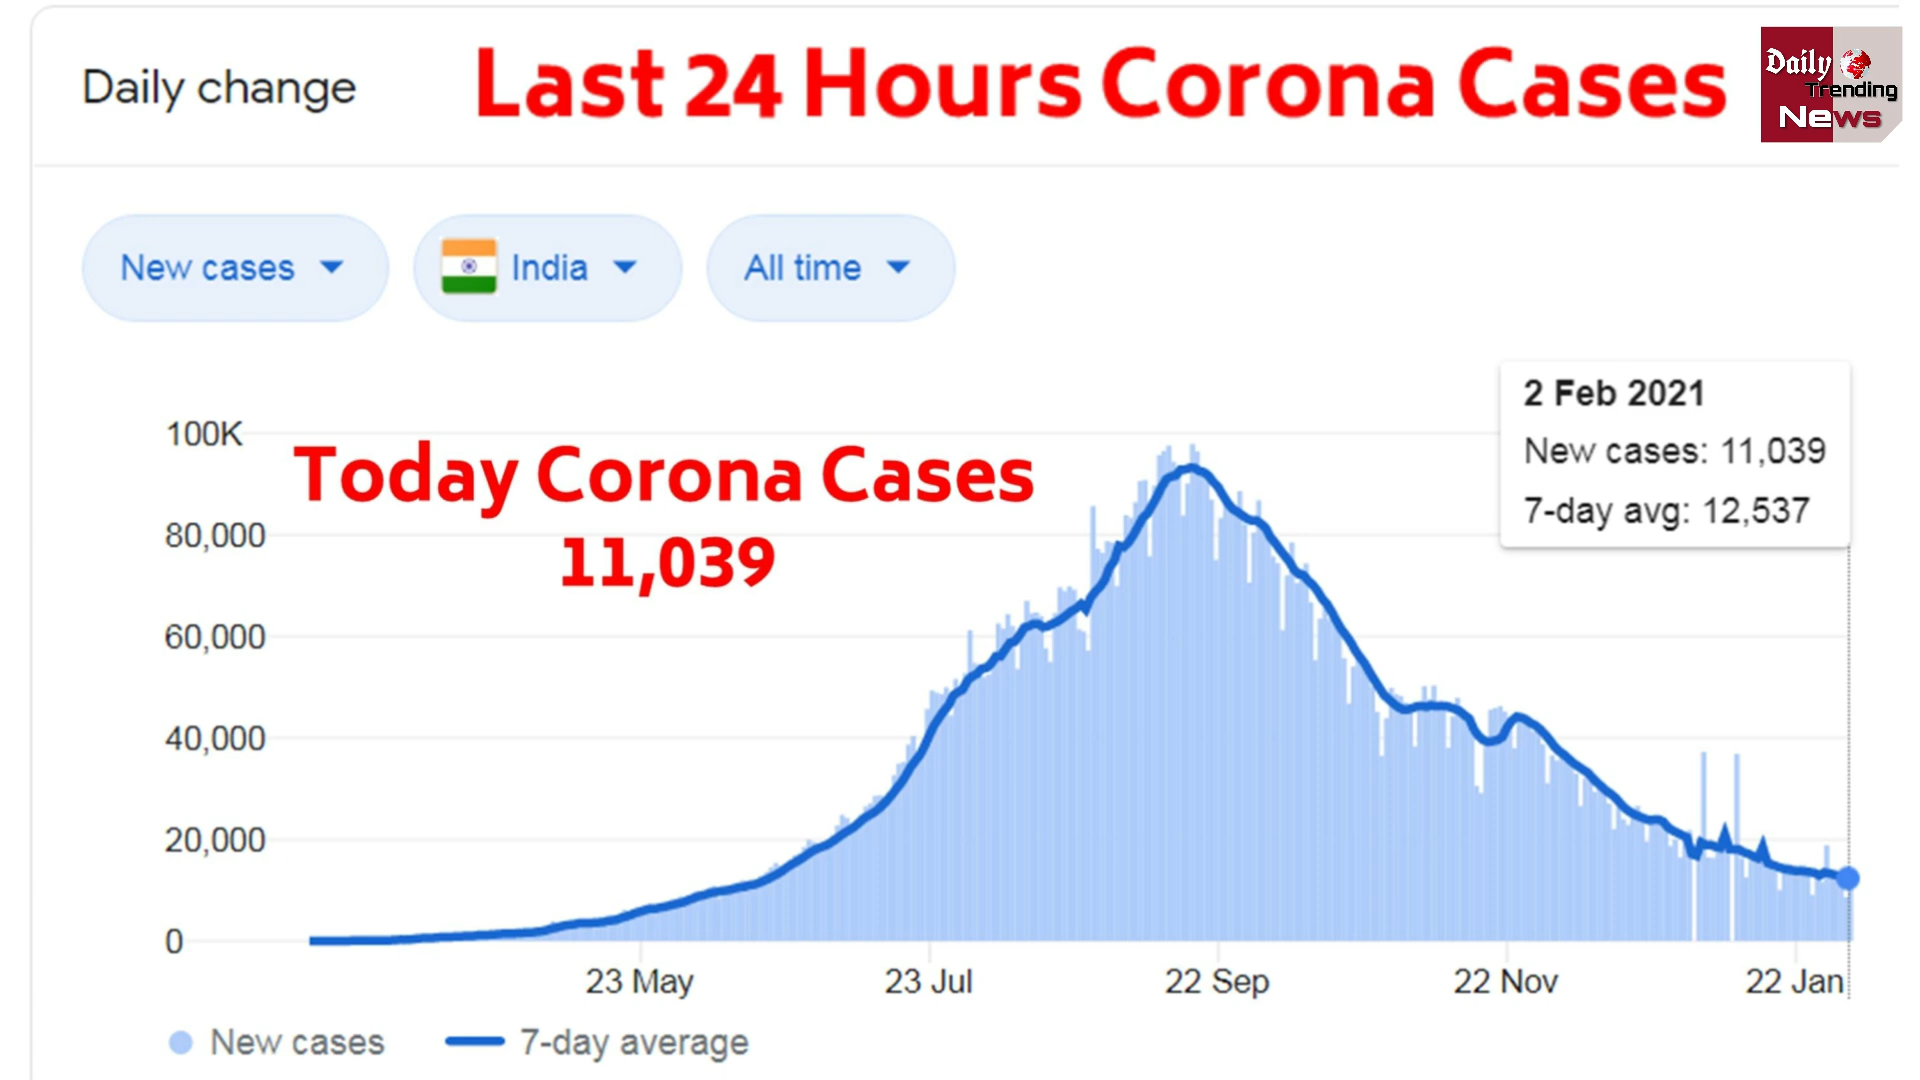 Daily change
Last 24 Hours Corona Cases
Daily
Trending
News
New cases
India
All time
2 Feb 2021
New cases: 11,039
7-day avg: 12,537
Today Corona Cases
11,039
100K
80,000
60,000
40,000
20,000
0
23 May
23 Jul
22 Sep
22 Nov
22 Jan
New cases
7-day average